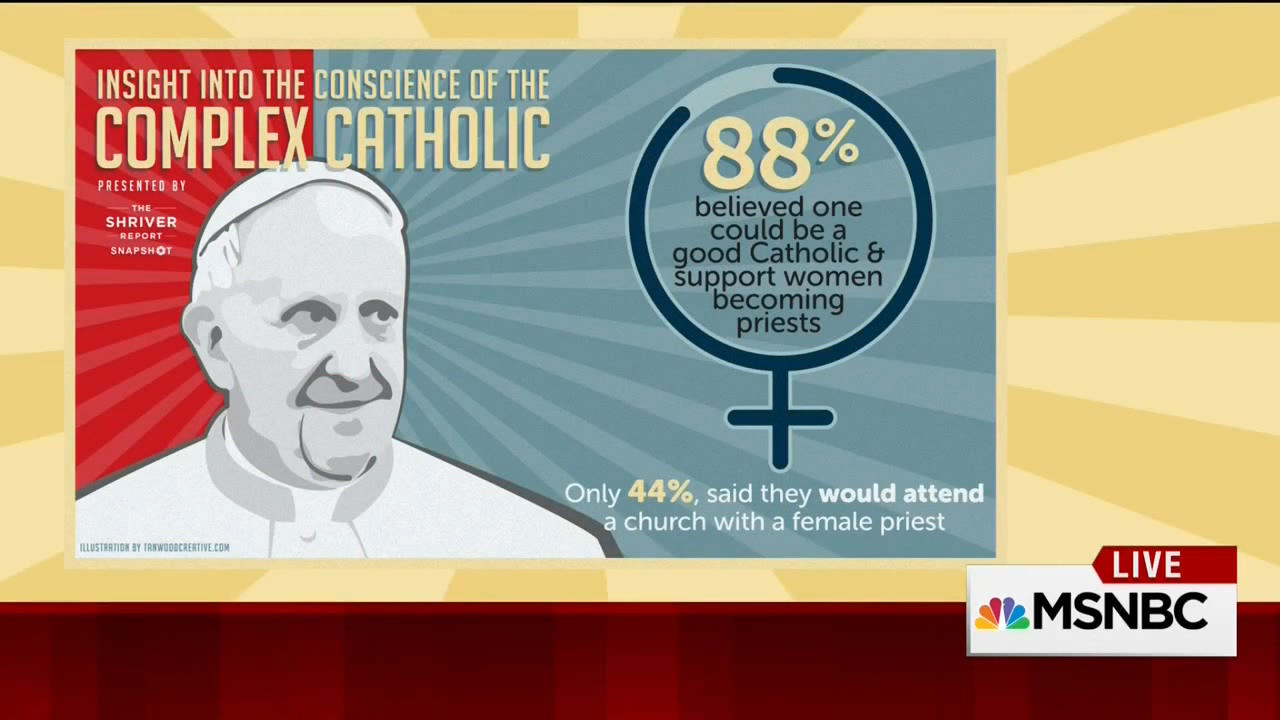 INSIGHT INTO THE CONSCIENCE OF THE
COMPLEX CATHOLIC
PRESENTED BY
THE
SHRIVER
REPORT
SNAPSHOT
88%
believed one
could be a
good Catholic &
support women
becoming
priests
Only 44%, said they would attend
a church with a female priest
ILLUSTRATION BY TANWOODCREATIVE.COM
LIVE
MSNBC